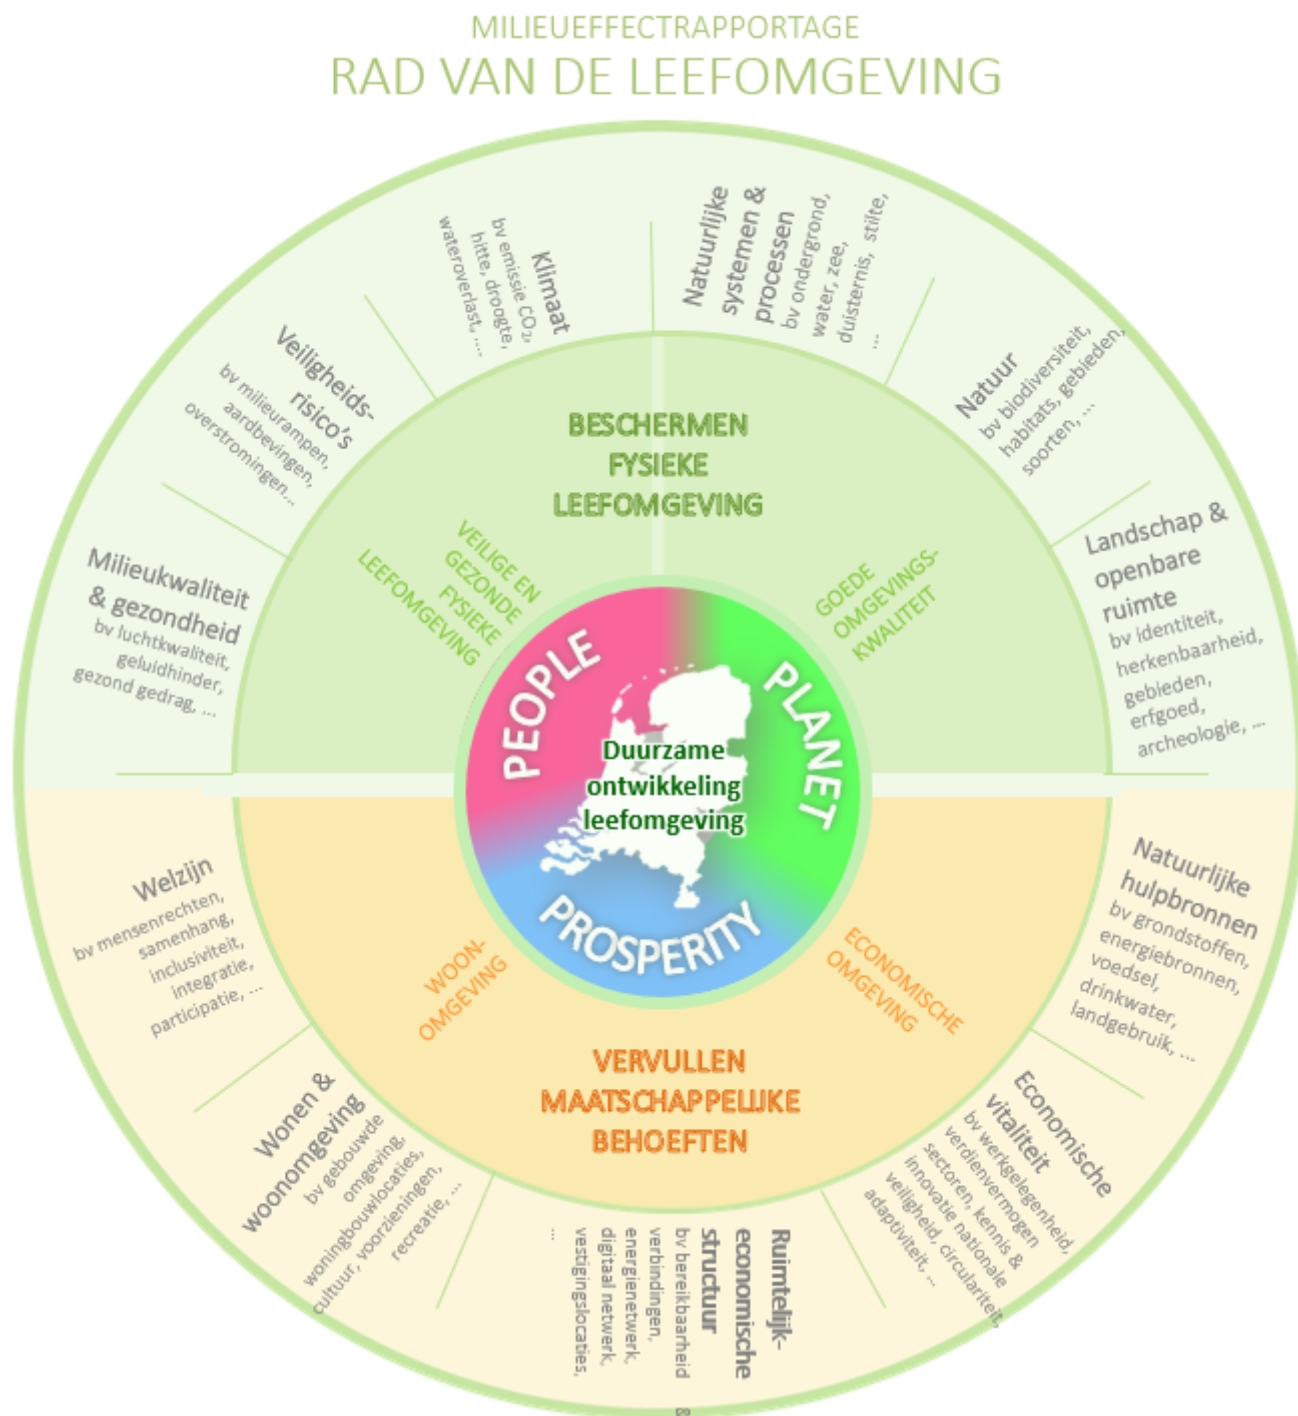 MILIEUEFFECTRAPPORTAGE
RAD VAN DE LEEFOMGEVING
Klimaat
bv emissie CO₂,
hitte, droogte,
wateroverlast, ....
Natuurlijke
systemen &
processen
bv ondergrond,
water, zee,
duisternis, stilte,
...
Veiligheids-
risico's
bv milieurampen,
aardbevingen,
overstromingen...
Natuur
bv biodiversiteit,
habitats, gebieden,
soorten, ...
Milieukwaliteit
& gezondheid
bv luchtkwaliteit,
geluidhinder,
gezond gedrag, ...
Landschap &
openbare
ruimte
bv identiteit,
herkenbaarheid,
gebieden,
erfgoed,
archeologie, ...
BESCHERMEN
FYSIEKE
LEEFOMGEVING
VEILIGE EN
GEZONDE
FYSIEKE
LEEFOMGEVING
GOEDE
OMGEVINGS-
KWALITEIT
PEOPLE
PLANET
PROSPERITY
Duurzame
ontwikkeling
leefomgeving
WOON-
OMGEVING
ECONOMISCHE
OMGEVING
VERVULLEN
MAATSCHAPPELIJKE
BEHOEFTEN
Welzijn
bv mensenrechten,
samenhang,
inclusiviteit,
integratie,
participatie, ...
Natuurlijke
hulpbronnen
bv grondstoffen,
energiebronnen,
voedsel,
drinkwater,
landgebruik, ...
Wonen &
woonomgeving
bv gebouwde
omgeving,
woningbouwlocaties,
cultuur, voorzieningen,
recreatie, ...
Economische
vitaliteit
bv werkgelegenheid,
verdienvermogen
sectoren, kennis &
innovatie nationale
veiligheid, circulariteit,
adaptiviteit, ...
Ruimtelijk-
economische
structuur
bv bereikbaarheid &
verbindingen,
energienetwerk,
digitaal netwerk,
vestigingslocaties,
...